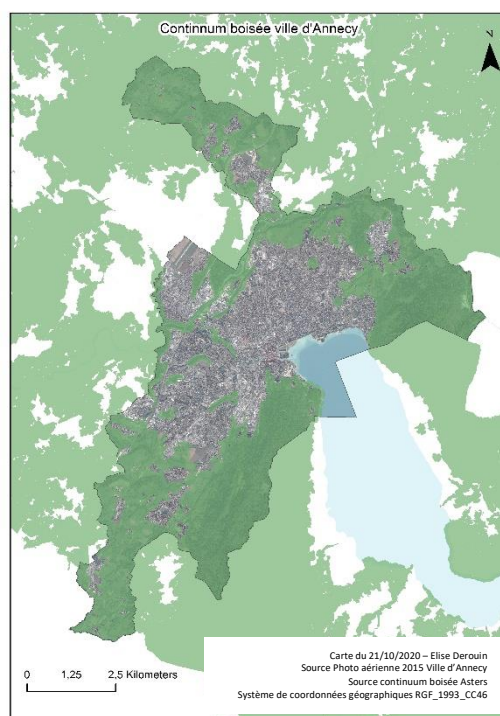 Continnum boisée ville d'Annecy
N
0 1,25 2,5 Kilometers
Carte du 21/10/2020 – Elise Derouin
Source Photo aérienne 2015 Ville d'Annecy
Source continuum boisée Asters
Système de coordonnées géographiques RGF_1993_CC46